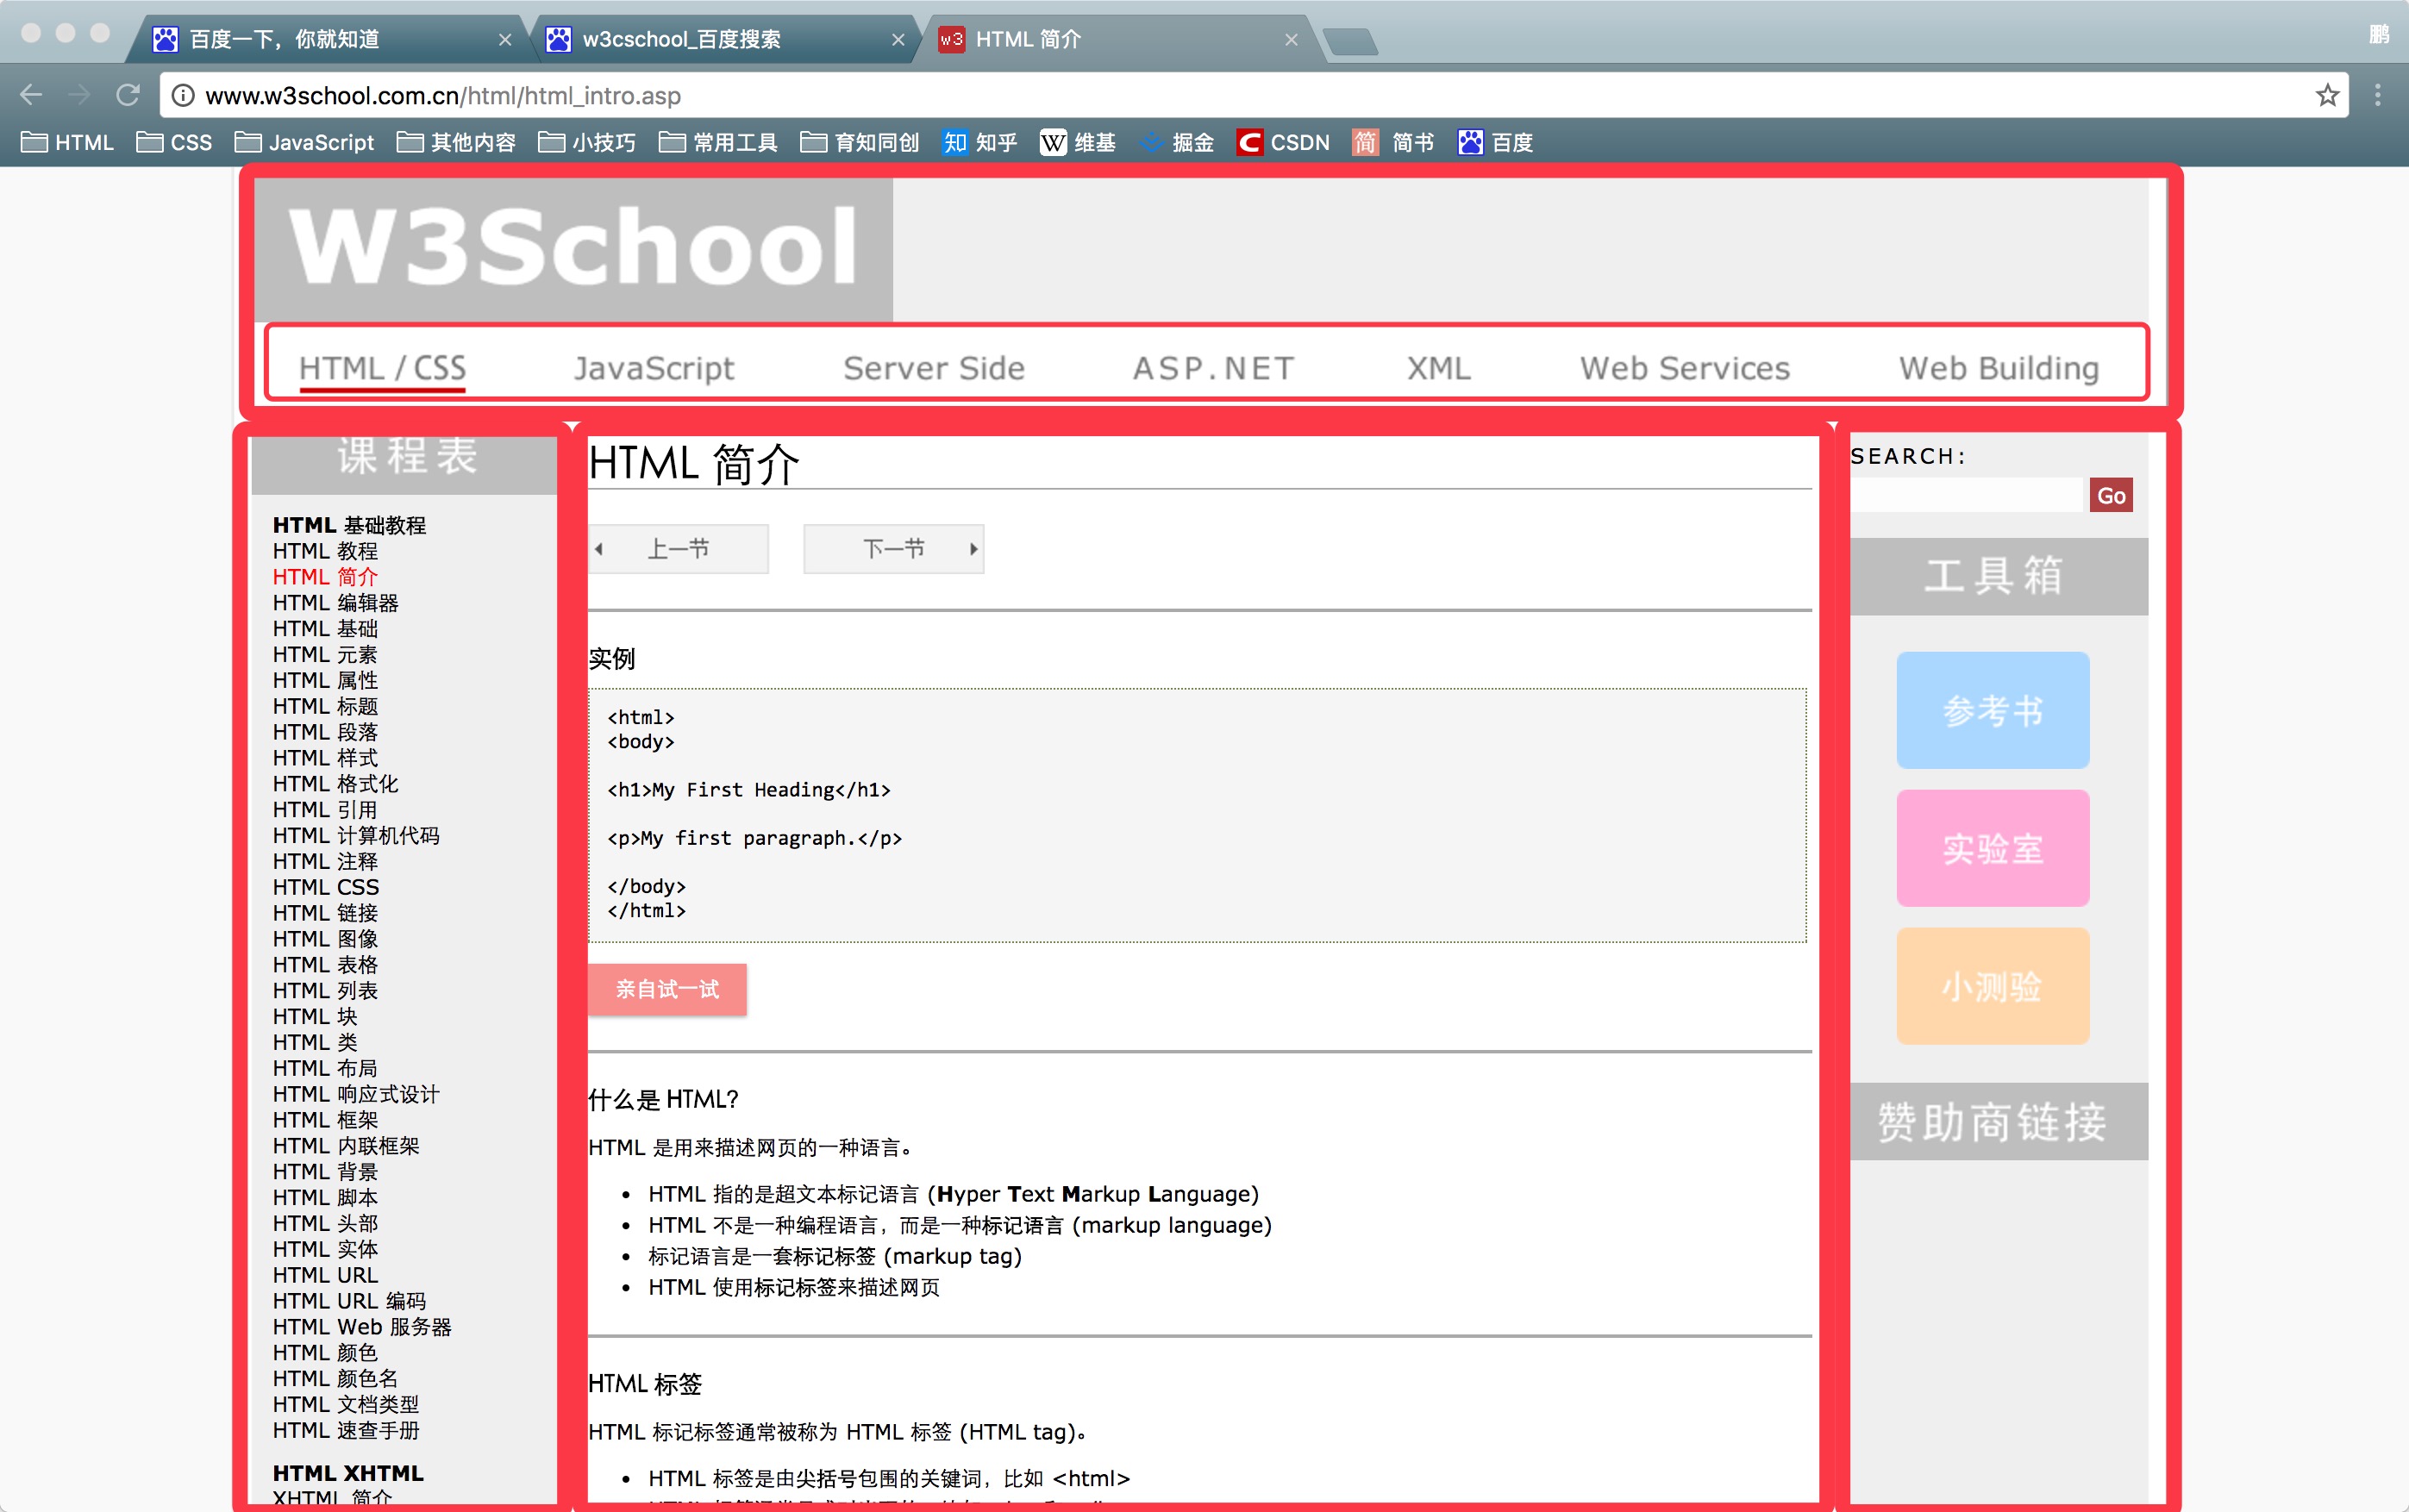 百度一下，你就知道
w3cschool_百度搜索
w3 HTML 简介
鹏
www.w3school.com.cn/html/html_intro.asp
HTML CSS JavaScript 其他内容 小技巧 常用工具 育知同创 知 知乎 W 维基 掘金 C CSDN 简 简书 百度
W3School
HTML / CSS JavaScript Server Side ASP.NET XML Web Services Web Building
课程表
HTML 基础教程
HTML 教程
HTML 简介
HTML 编辑器
HTML 基础
HTML 元素
HTML 属性
HTML 标题
HTML 段落
HTML 样式
HTML 格式化
HTML 引用
HTML 计算机代码
HTML 注释
HTML CSS
HTML 链接
HTML 图像
HTML 表格
HTML 列表
HTML 块
HTML 类
HTML 布局
HTML 响应式设计
HTML 框架
HTML 内联框架
HTML 背景
HTML 脚本
HTML 头部
HTML 实体
HTML URL
HTML URL 编码
HTML Web 服务器
HTML 颜色
HTML 颜色名
HTML 文档类型
HTML 速查手册
HTML XHTML
XHTML 简介
HTML 简介
上一节 下一节
实例
<html>
<body>
<h1>My First Heading</h1>
<p>My first paragraph.</p>
</body>
</html>
亲自试一试
什么是 HTML?
HTML 是用来描述网页的一种语言。
• HTML 指的是超文本标记语言 (Hyper Text Markup Language)
• HTML 不是一种编程语言，而是一种标记语言 (markup language)
• 标记语言是一套标记标签 (markup tag)
• HTML 使用标记标签来描述网页
HTML 标签
HTML 标记标签通常被称为 HTML 标签 (HTML tag)。
• HTML 标签是由尖括号包围的关键词，比如 <html>
SEARCH:
Go
工具箱
参考书
实验室
小测验
赞助商链接